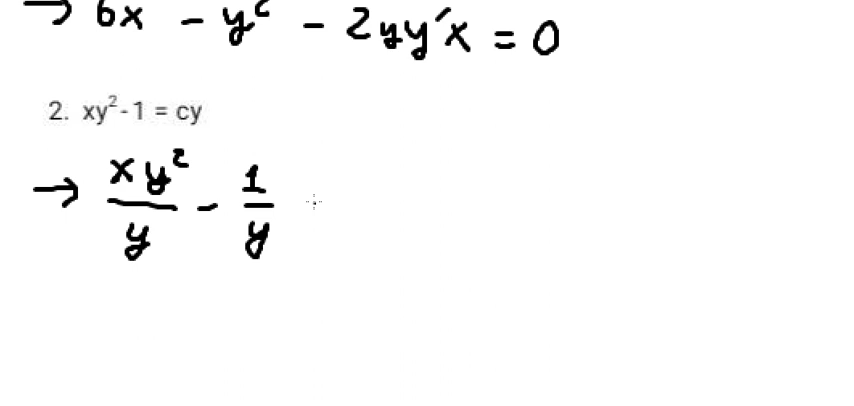 → 6x - y² - 2yy'x = 0
2. xy²-1 = cy
→ xy²/y - 1/y